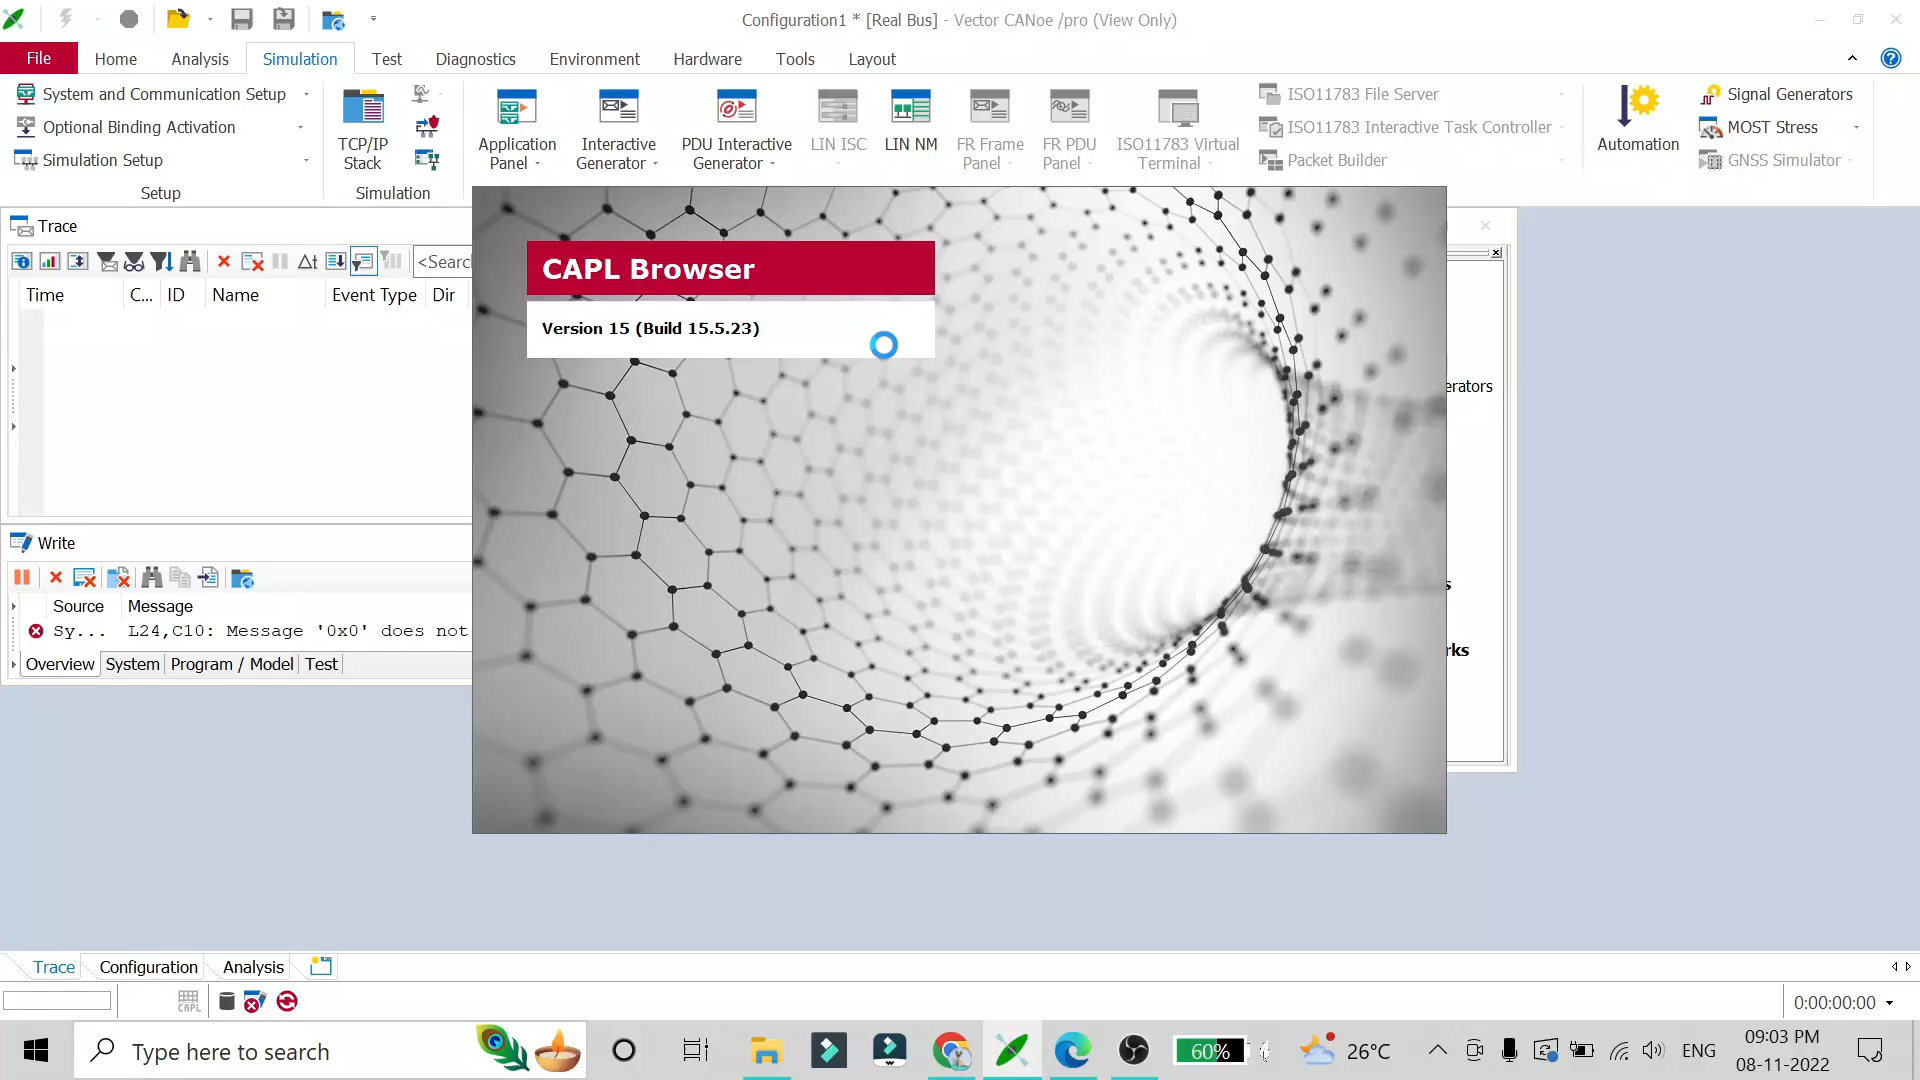 Configuration1 * [Real Bus] - Vector CANoe /pro (View Only)
File Home Analysis Simulation Test Diagnostics Environment Hardware Tools Layout
System and Communication Setup
Optional Binding Activation
Simulation Setup
Setup
TCP/IP
Stack
Simulation
Application
Panel
Interactive
Generator
PDU Interactive
Generator
LIN ISC
LIN NM
FR Frame
Panel
FR PDU
Panel
ISO11783 Virtual
Terminal
ISO11783 File Server
ISO11783 Interactive Task Controller
Packet Builder
Automation
Signal Generators
MOST Stress
GNSS Simulator
Trace
<Searc
Time C... ID Name Event Type Dir
CAPL Browser
Version 15 (Build 15.5.23)
erators
rks
Write
Source Message
Sy... L24,C10: Message '0x0' does not
Overview System Program / Model Test
Trace Configuration Analysis
CAPL
0:00:00:00
Type here to search
60%
26°C
ENG
09:03 PM
08-11-2022